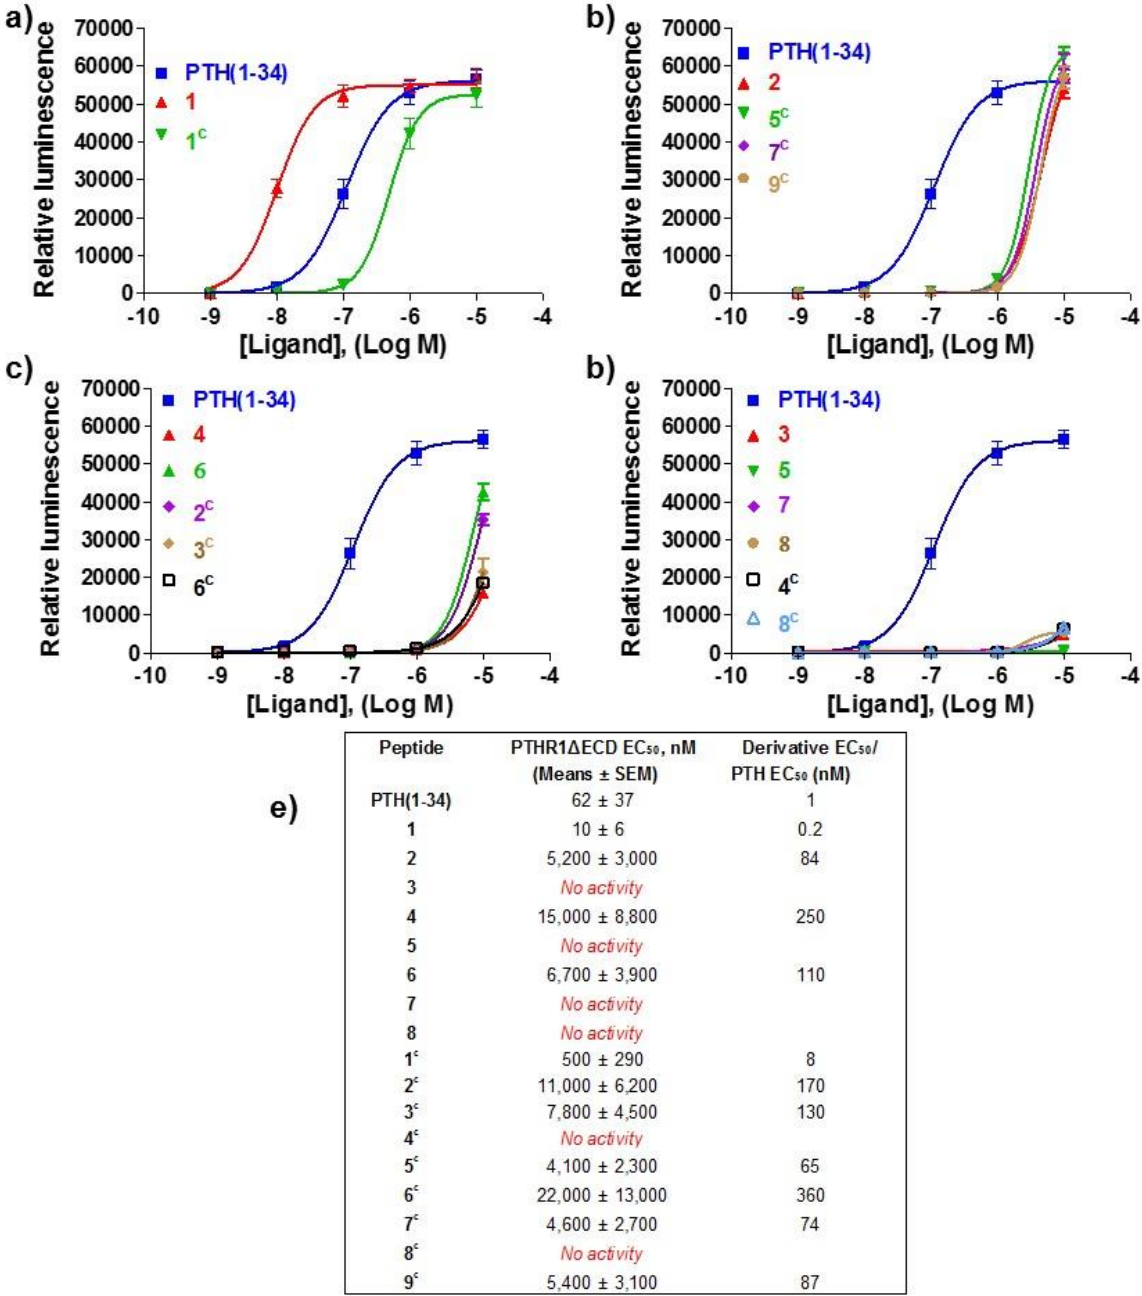 a)
Relative luminescence
70000
60000
50000
40000
30000
20000
10000
0
PTH(1-34)
1
1ᶜ
-10 -9 -8 -7 -6 -5 -4
[Ligand], (Log M)
b)
Relative luminescence
70000
60000
50000
40000
30000
20000
10000
0
PTH(1-34)
2
5ᶜ
7ᶜ
9ᶜ
-10 -9 -8 -7 -6 -5 -4
[Ligand], (Log M)
c)
Relative luminescence
70000
60000
50000
40000
30000
20000
10000
0
PTH(1-34)
4
6
2ᶜ
3ᶜ
6ᶜ
-10 -9 -8 -7 -6 -5 -4
[Ligand], (Log M)
b)
Relative luminescence
70000
60000
50000
40000
30000
20000
10000
0
PTH(1-34)
3
5
7
8
4ᶜ
8ᶜ
-10 -9 -8 -7 -6 -5 -4
[Ligand], (Log M)
e)
Peptide PTHR1ΔECD EC₅₀, nM Derivative EC₅₀/
(Means ± SEM) PTH EC₅₀ (nM)
PTH(1-34) 62 ± 37 1
1 10 ± 6 0.2
2 5,200 ± 3,000 84
3 No activity
4 15,000 ± 8,800 250
5 No activity
6 6,700 ± 3,900 110
7 No activity
8 No activity
1ᶜ 500 ± 290 8
2ᶜ 11,000 ± 6,200 170
3ᶜ 7,800 ± 4,500 130
4ᶜ No activity
5ᶜ 4,100 ± 2,300 65
6ᶜ 22,000 ± 13,000 360
7ᶜ 4,600 ± 2,700 74
8ᶜ No activity
9ᶜ 5,400 ± 3,100 87